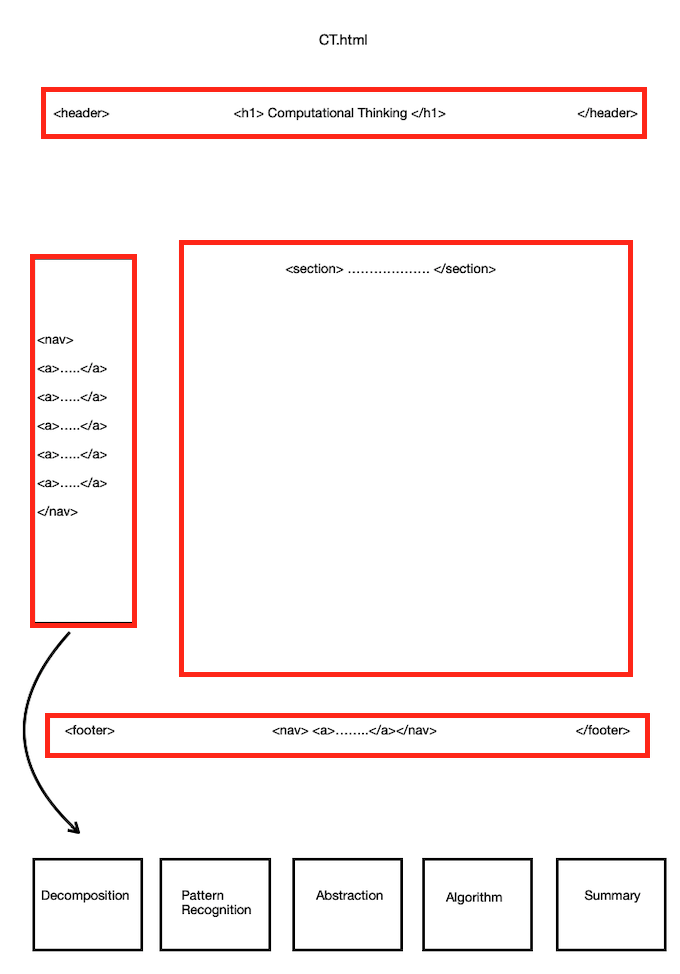 CT.html
<header> <h1> Computational Thinking </h1> </header>
<section> ………………. </section>
<nav>
<a>…..</a>
<a>…..</a>
<a>…..</a>
<a>…..</a>
<a>…..</a>
</nav>
<footer> <nav> <a>……..</a></nav> </footer>
Decomposition
Pattern
Recognition
Abstraction
Algorithm
Summary